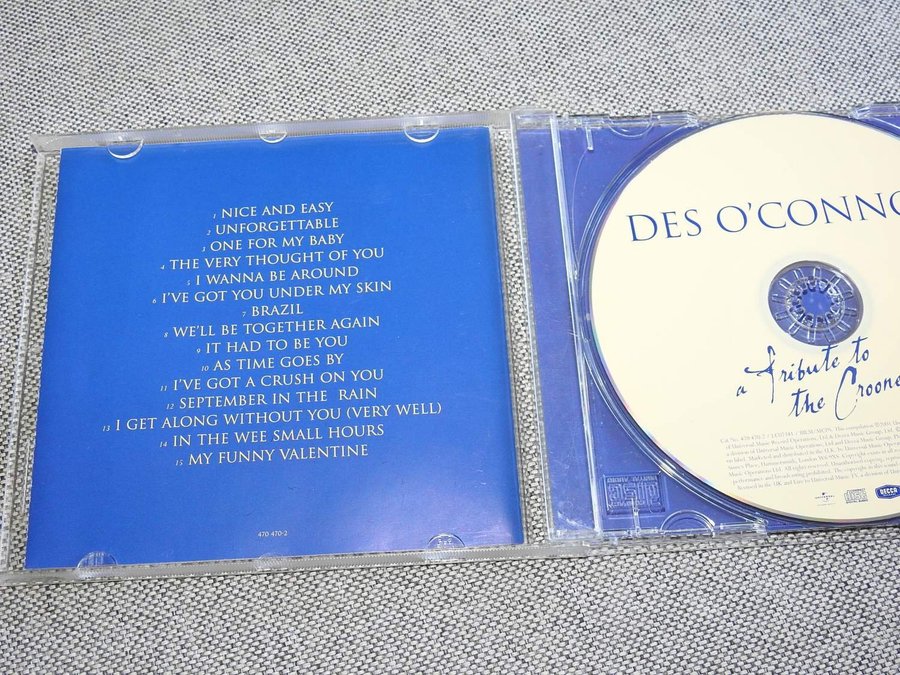 1 NICE AND EASY
2 UNFORGETTABLE
3 ONE FOR MY BABY
4 THE VERY THOUGHT OF YOU
5 I WANNA BE AROUND
6 I'VE GOT YOU UNDER MY SKIN
7 BRAZIL
8 WE'LL BE TOGETHER AGAIN
9 IT HAD TO BE YOU
10 AS TIME GOES BY
11 I'VE GOT A CRUSH ON YOU
12 SEPTEMBER IN THE RAIN
13 I GET ALONG WITHOUT YOU (VERY WELL)
14 IN THE WEE SMALL HOURS
15 MY FUNNY VALENTINE
470 470-2
DES O'CONNO
a Tribute to
the Croone
DECCA